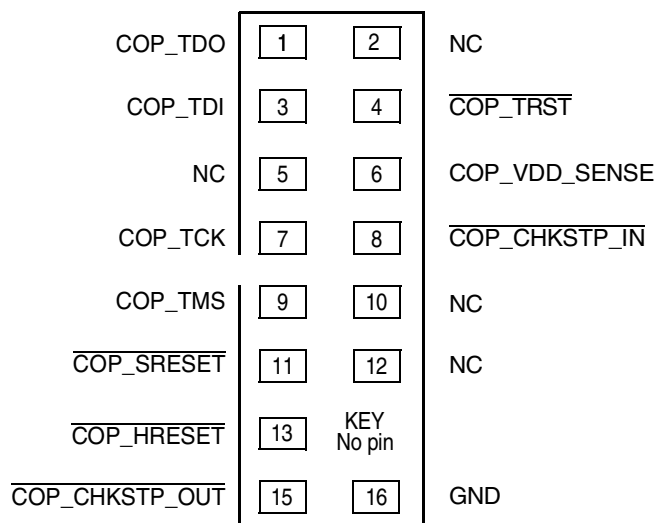 COP_TDO 1 2 NC
COP_TDI 3 4 COP_TRST
NC 5 6 COP_VDD_SENSE
COP_TCK 7 8 COP_CHKSTP_IN
COP_TMS 9 10 NC
COP_SRESET 11 12 NC
COP_HRESET 13 KEY
No pin
COP_CHKSTP_OUT 15 16 GND